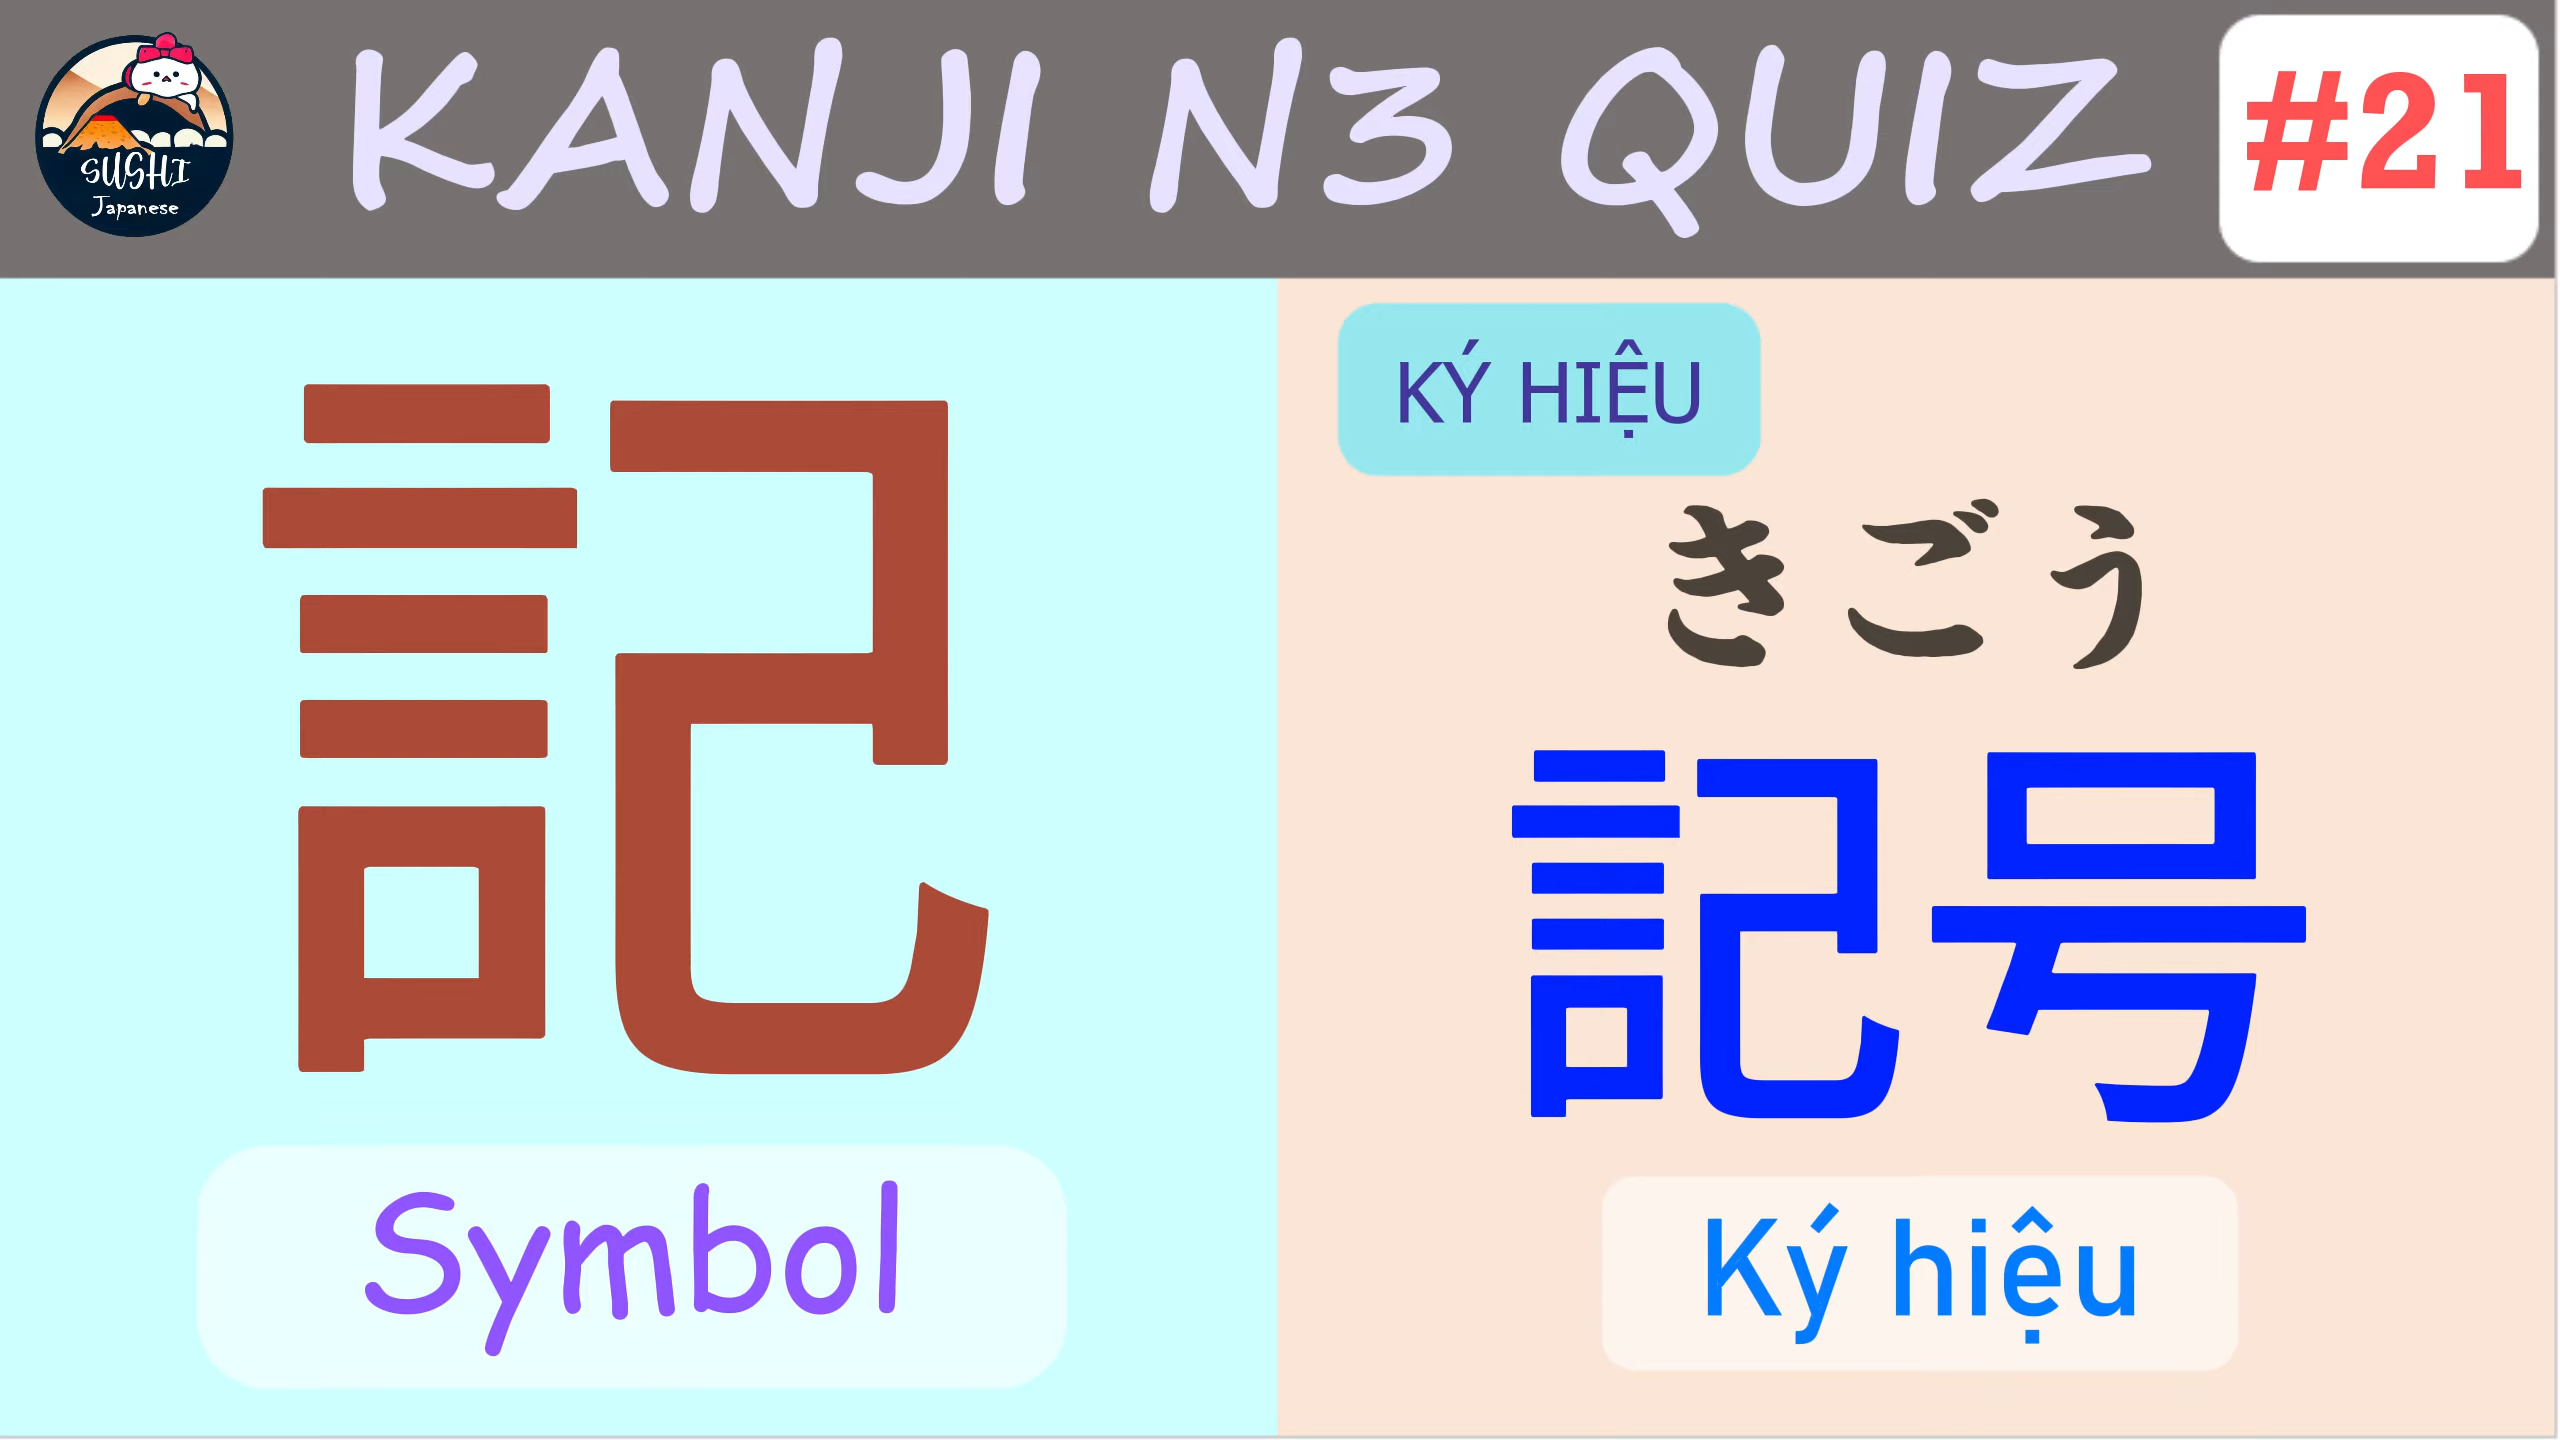 SUSHI
Japanese
KANJI N3 QUIZ
#21
記
Symbol
KÝ HIỆU
きごう
記号
Ký hiệu